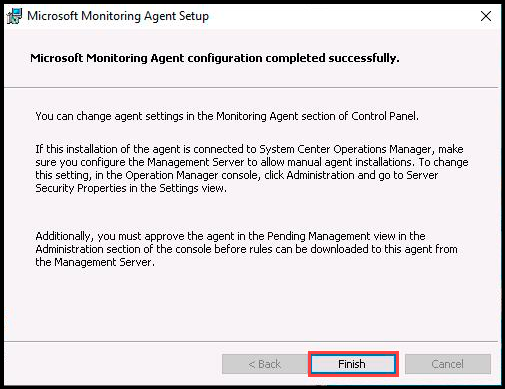 Microsoft Monitoring Agent Setup
Microsoft Monitoring Agent configuration completed successfully.
You can change agent settings in the Monitoring Agent section of Control Panel.
If this installation of the agent is connected to System Center Operations Manager, make
sure you configure the Management Server to allow manual agent installations. To change
this setting, in the Operation Manager console, click Administration and go to Server
Security Properties in the Settings view.
Additionally, you must approve the agent in the Pending Management view in the
Administration section of the console before rules can be downloaded to this agent from
the Management Server.
< Back
Finish
Cancel